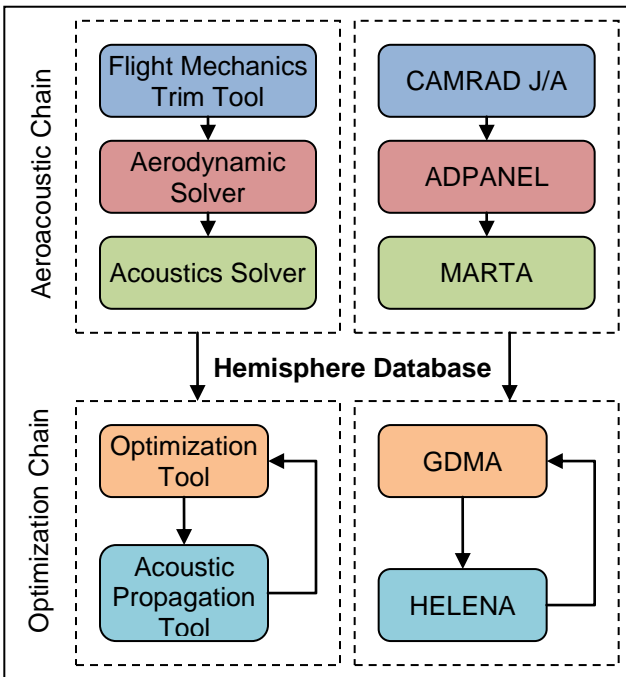 Aeroacoustic Chain
Flight Mechanics
Trim Tool
Aerodynamic
Solver
Acoustics Solver
CAMRAD J/A
ADPANEL
MARTA
Hemisphere Database
Optimization Chain
Optimization
Tool
Acoustic
Propagation
Tool
GDMA
HELENA